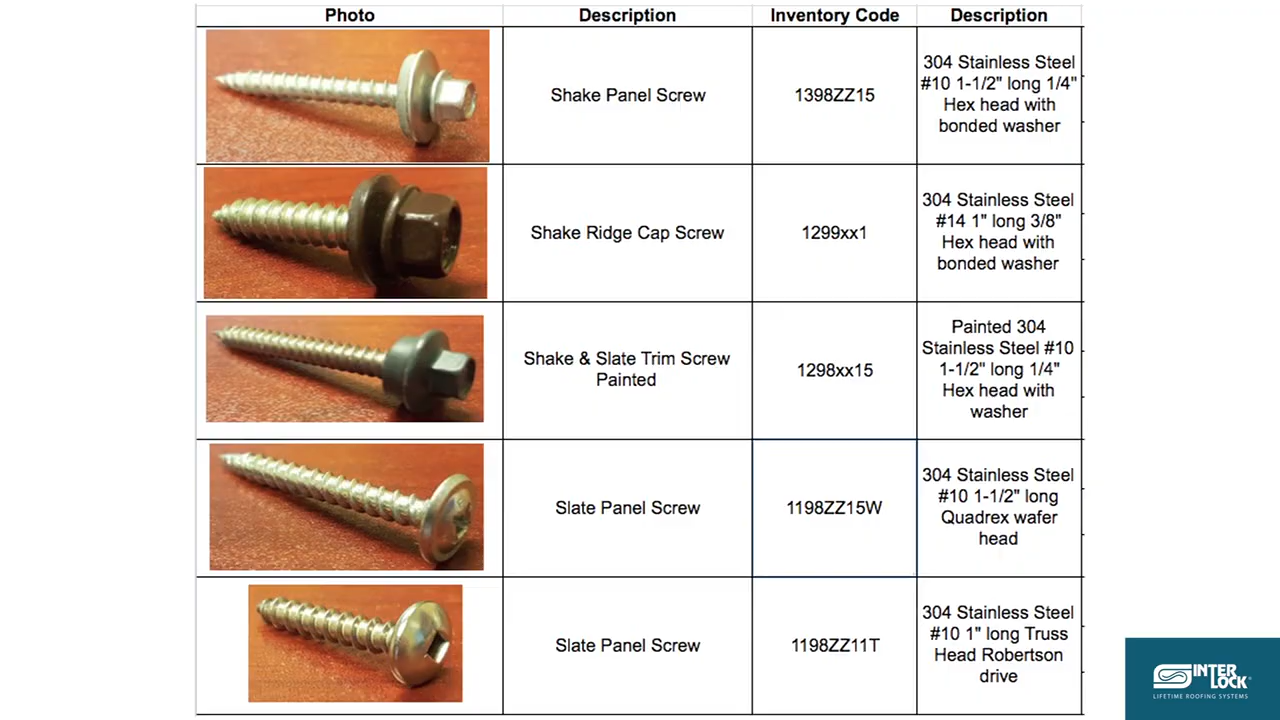 Photo Description Inventory Code Description
Shake Panel Screw
1398ZZ15
304 Stainless Steel
#10 1-1/2" long 1/4"
Hex head with
bonded washer
Shake Ridge Cap Screw
1299xx1
304 Stainless Steel
#14 1" long 3/8"
Hex head with
bonded washer
Shake & Slate Trim Screw
Painted
1298xx15
Painted 304
Stainless Steel #10
1-1/2" long 1/4"
Hex head with
washer
Slate Panel Screw
1198ZZ15W
304 Stainless Steel
#10 1-1/2" long
Quadrex wafer
head
Slate Panel Screw
1198ZZ11T
304 Stainless Steel
#10 1" long Truss
Head Robertson
drive
INTER
LOCK®
LIFETIME ROOFING SYSTEMS